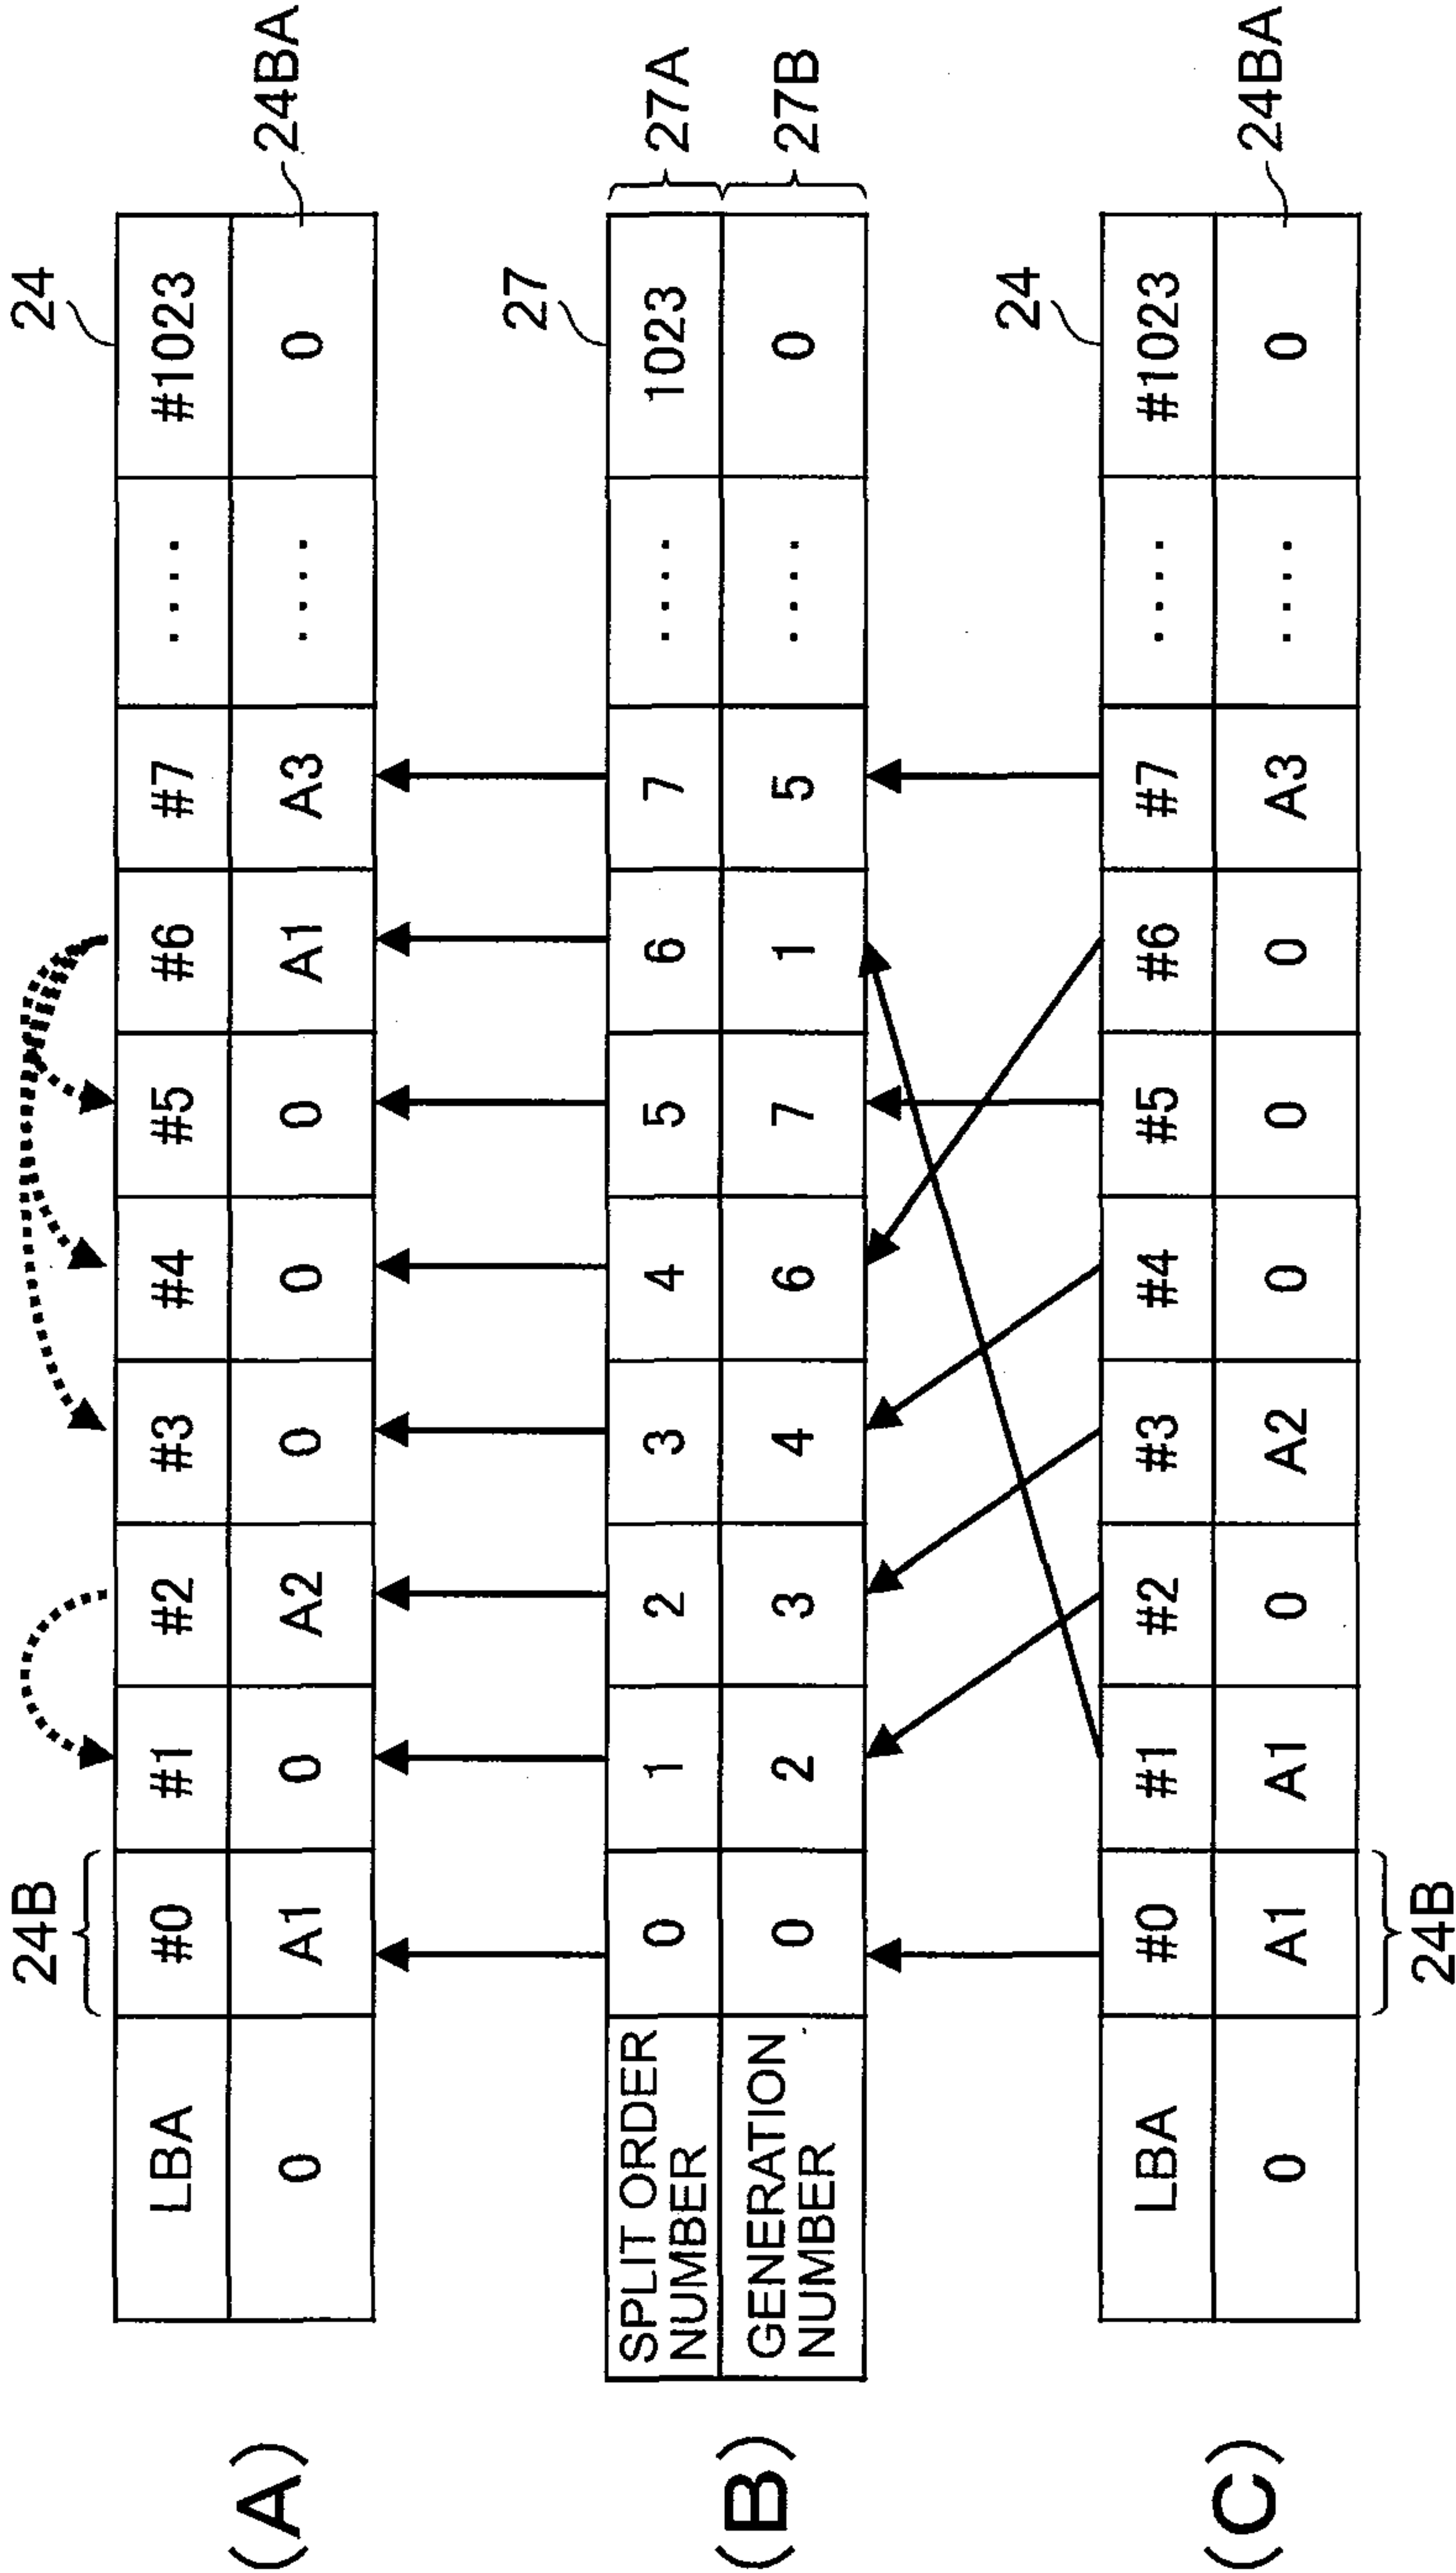 (A)
24B
24
LBA #0 #1 #2 #3 #4 #5 #6 #7 .... #1023
0 A1 0 A2 0 0 0 A1 A3 .... 0
24BA
(B)
27
SPLIT ORDER
NUMBER
0 1 2 3 4 5 6 7 .... 1023
27A
GENERATION
NUMBER
0 2 3 4 6 7 1 5 .... 0
27B
(C)
24
LBA #0 #1 #2 #3 #4 #5 #6 #7 .... #1023
0 A1 A1 0 A2 0 0 0 A3 .... 0
24BA
24B